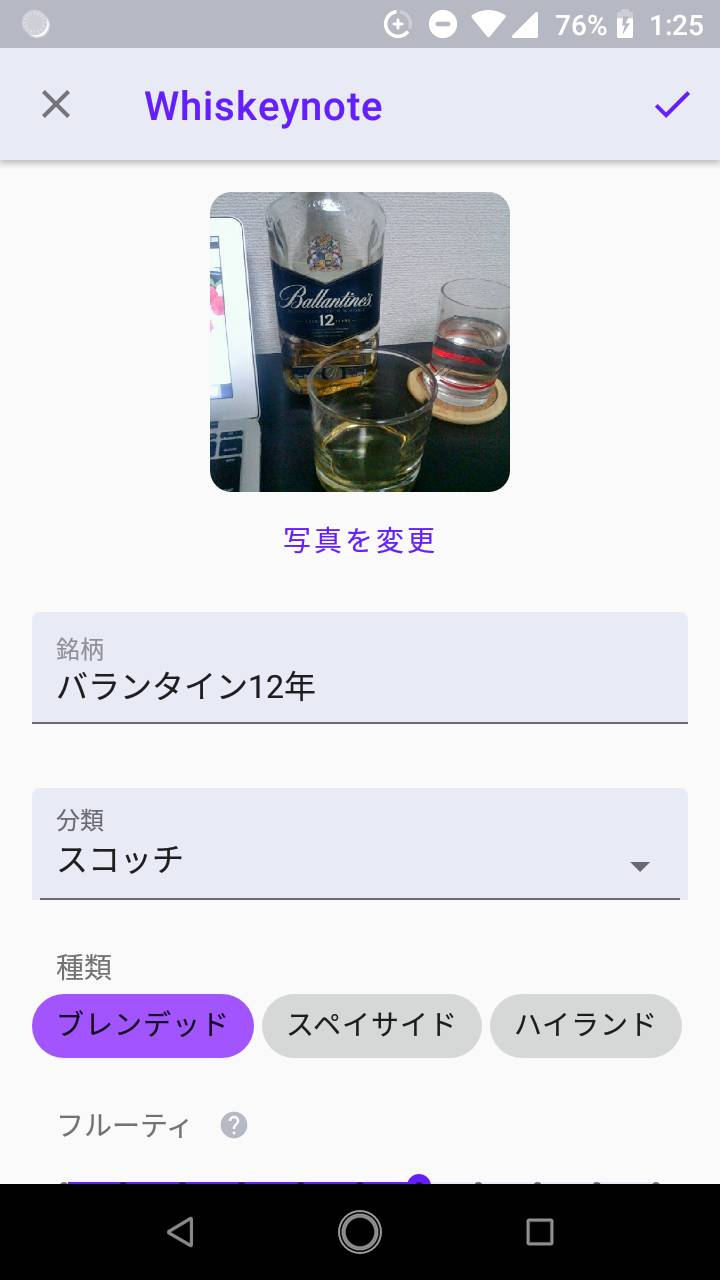 76% 1:25
Whiskeynote
Ballantine's
12
写真を変更
銘柄
バランタイン12年
分類
スコッチ
種類
ブレンデッド スペイサイド ハイランド
フルーティ ?